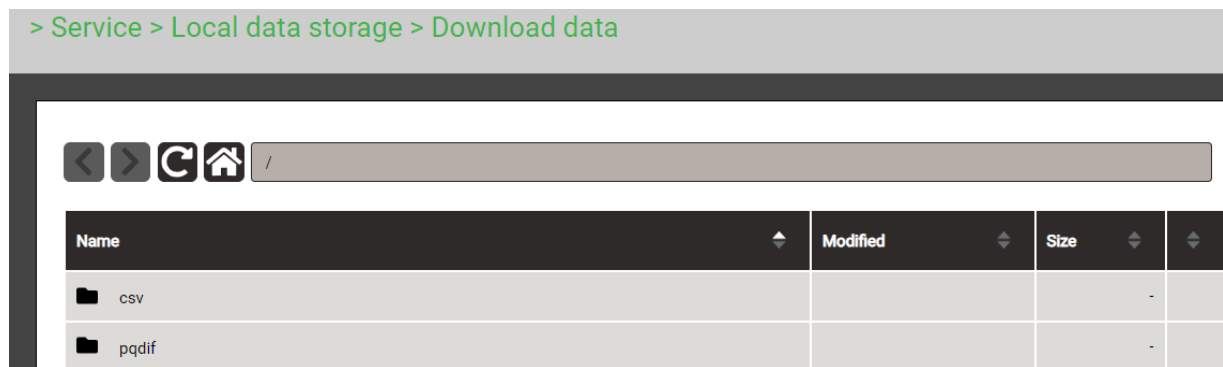 > Service > Local data storage > Download data
/
Name Modified Size
csv -
pqdif -